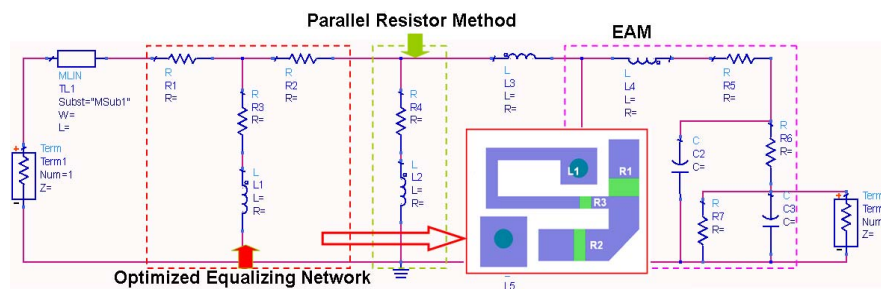 Parallel Resistor Method
EAM
MLIN
TL1
Subst="MSub1"
W=
L=
R
R1
R=
R
R2
R=
R
R3
R=
L
L1
L=
R=
R
R4
R=
L
L2
L=
R=
L
L3
L=
R=
L
L4
L=
R=
R
R5
R=
C
C2
C=
R
R6
R=
R
R7
R=
C
C3
C=
Term
Term1
Num=1
Z=
Term
Term
Num
Z=
L1
R1
R3
R2
L5
Optimized Equalizing Network